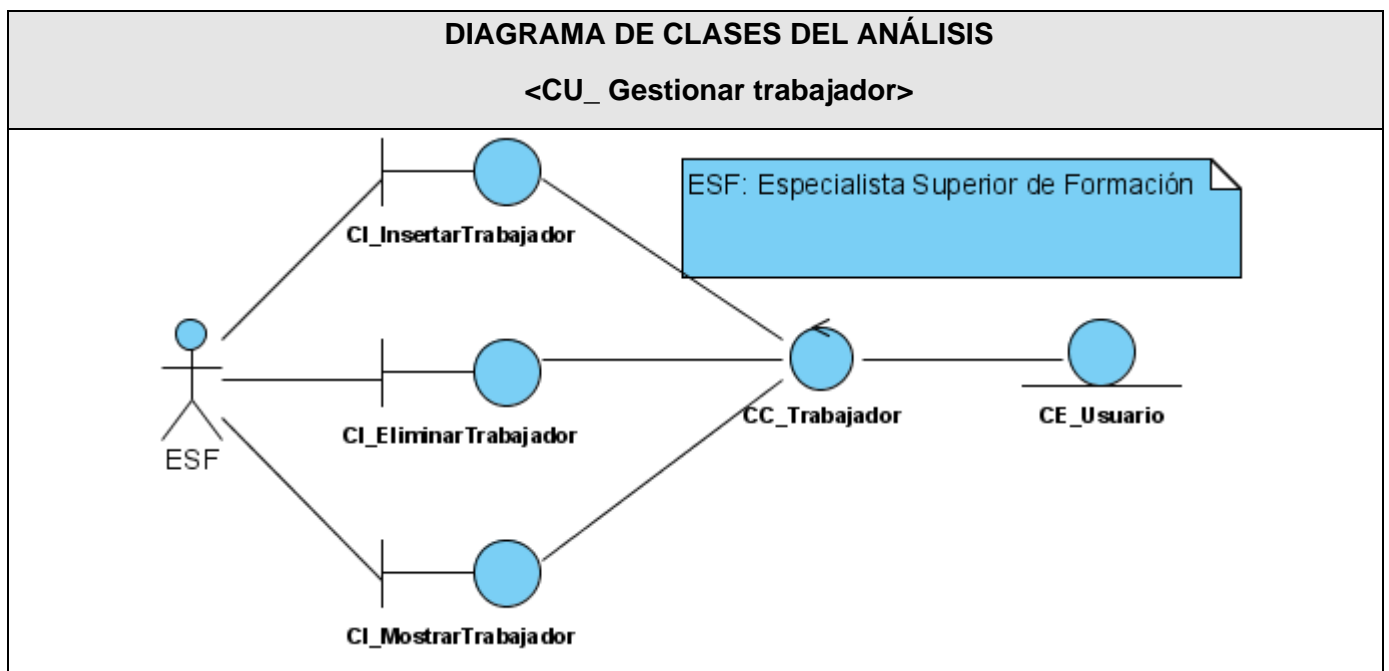 DIAGRAMA DE CLASES DEL ANÁLISIS
<CU_ Gestionar trabajador>
ESF: Especialista Superior de Formación
CI_InsertarTrabajador
CI_EliminarTrabajador
CC_Trabajador
CE_Usuario
ESF
CI_MostrarTrabajador